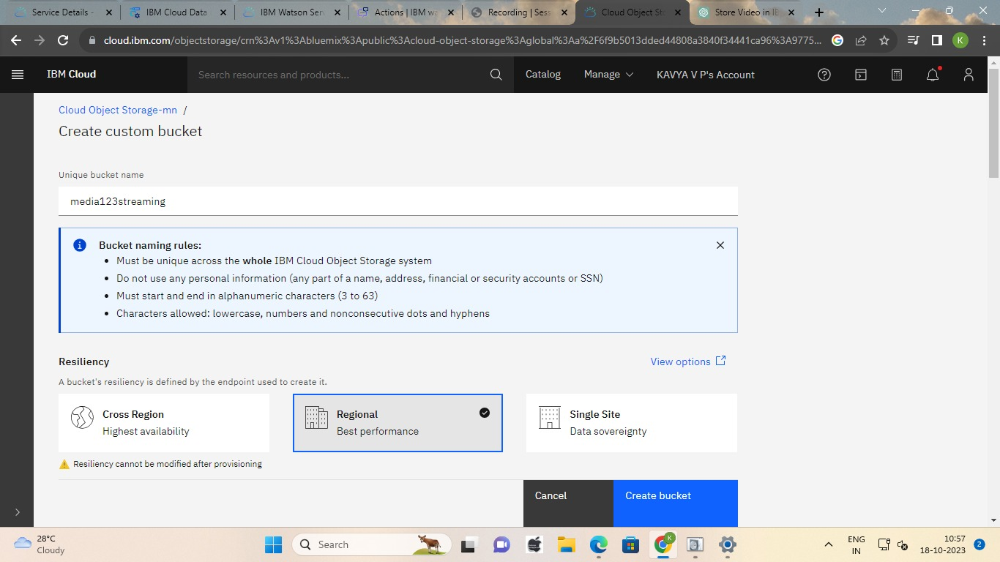 Service Details -
IBM Cloud Data
IBM Watson Ser
Actions | IBM wa
Recording | Sess
Cloud Object Sto
Store Video in IB
cloud.ibm.com/objectstorage/crn%3Av1%3Abluemix%3Apublic%3Acloud-object-storage%3Aglobal%3Aa%2F6f9b5013dded44808a3840f34441ca96%3A9775...
K
IBM Cloud
Search resources and products...
Catalog
Manage
KAVYA V P's Account
Cloud Object Storage-mn /
Create custom bucket
Unique bucket name
media123streaming
Bucket naming rules:
• Must be unique across the whole IBM Cloud Object Storage system
• Do not use any personal information (any part of a name, address, financial or security accounts or SSN)
• Must start and end in alphanumeric characters (3 to 63)
• Characters allowed: lowercase, numbers and nonconsecutive dots and hyphens
Resiliency
View options
A bucket's resiliency is defined by the endpoint used to create it.
Cross Region
Highest availability
Regional
Best performance
Single Site
Data sovereignty
Resiliency cannot be modified after provisioning
Cancel
Create bucket
28°C
Cloudy
Search
K
ENG
IN
10:57
18-10-2023
2